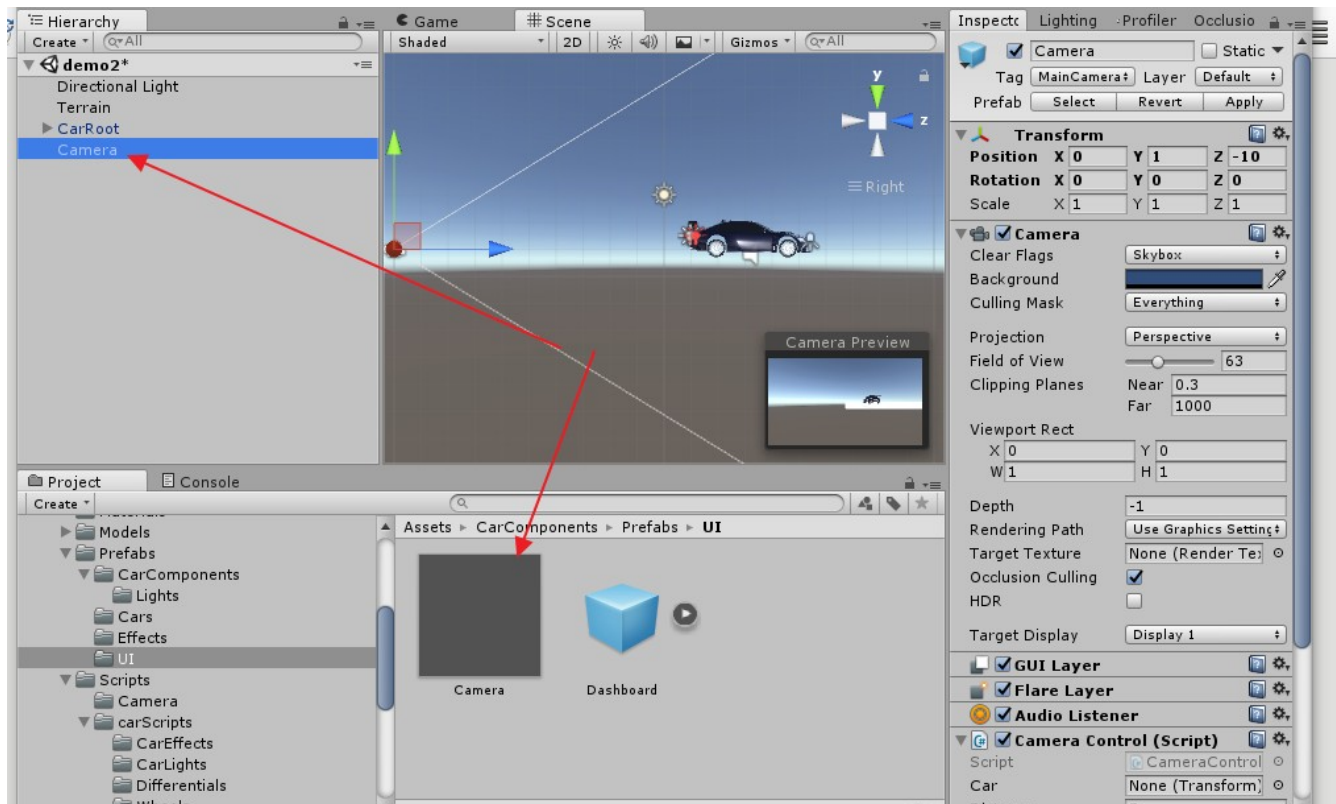 Hierarchy
Create
All
demo2*
Directional Light
Terrain
CarRoot
Camera
Game
Scene
Shaded
2D
Gizmos
All
y
z
Right
Camera Preview
Inspectc
Lighting
Profiler
Occlusio
Camera
Static
Tag
MainCamera
Layer
Default
Prefab
Select
Revert
Apply
Transform
Position X 0 Y 1 Z -10
Rotation X 0 Y 0 Z 0
Scale X 1 Y 1 Z 1
Camera
Clear Flags
Skybox
Background
Culling Mask
Everything
Projection
Perspective
Field of View
63
Clipping Planes
Near 0.3
Far 1000
Viewport Rect
X 0 Y 0
W 1 H 1
Depth
-1
Rendering Path
Use Graphics Setting
Target Texture
None (Render Te
Occlusion Culling
HDR
Target Display
Display 1
GUI Layer
Flare Layer
Audio Listener
Camera Control (Script)
Script
CameraControl
Car
None (Transform)
Project
Console
Create
Models
Prefabs
CarComponents
Lights
Cars
Effects
UI
Scripts
Camera
carScripts
CarEffects
CarLights
Differentials
Assets
CarComponents
Prefabs
UI
Camera
Dashboard